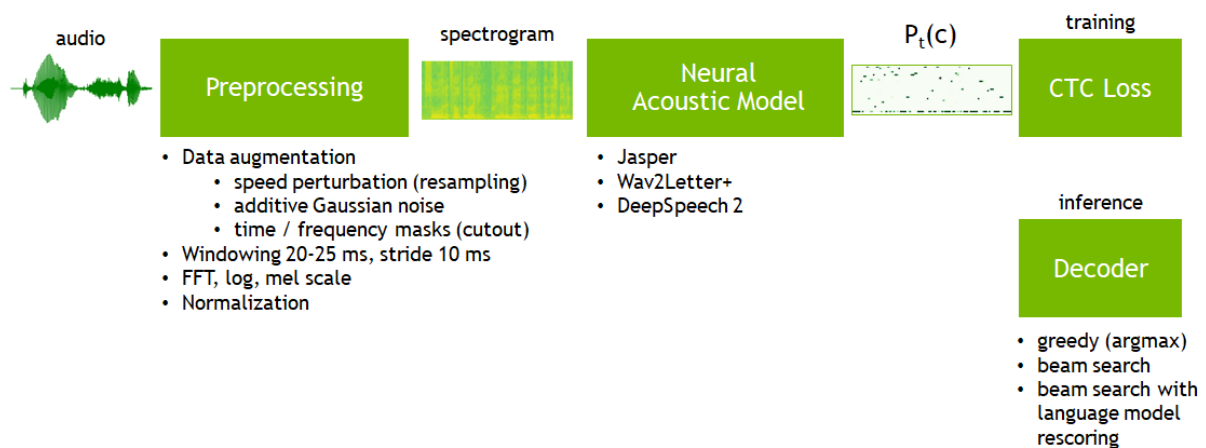 audio
Preprocessing
spectrogram
Neural
Acoustic Model
Pt(c)
training
CTC Loss
• Data augmentation
• speed perturbation (resampling)
• additive Gaussian noise
• time / frequency masks (cutout)
• Windowing 20-25 ms, stride 10 ms
• FFT, log, mel scale
• Normalization
• Jasper
• Wav2Letter+
• DeepSpeech 2
inference
Decoder
• greedy (argmax)
• beam search
• beam search with
language model
rescoring